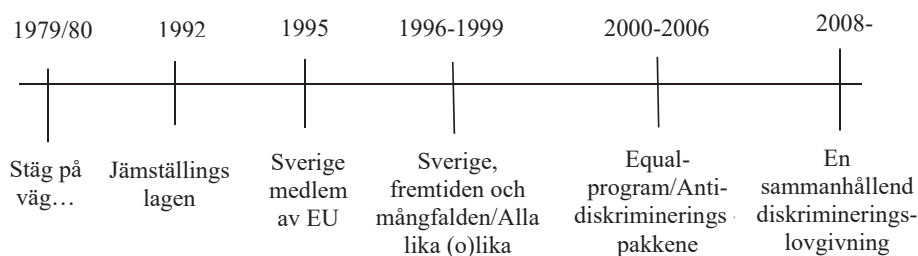 1979/80
1992
1995
1996-1999
2000-2006
2008-
Stäg på
väg…
Jämställings
lagen
Sverige
medlem
av EU
Sverige,
fremtiden och
mångfalden/Alla
lika (o)lika
Equal-
program/Anti-
diskriminerings
pakkene
En
sammanhållend
diskriminerings-
lovgivning